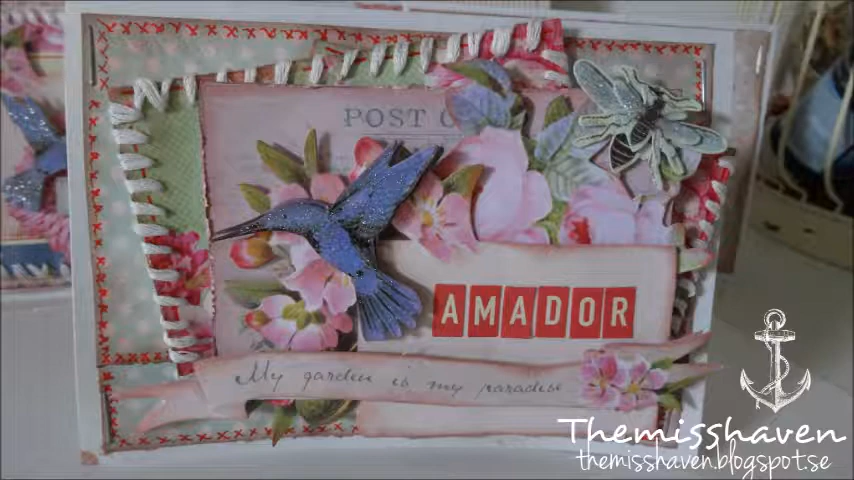 POST C
AMADOR
My garden is my paradise
Themisshaven
themisshaven.blogspot.se